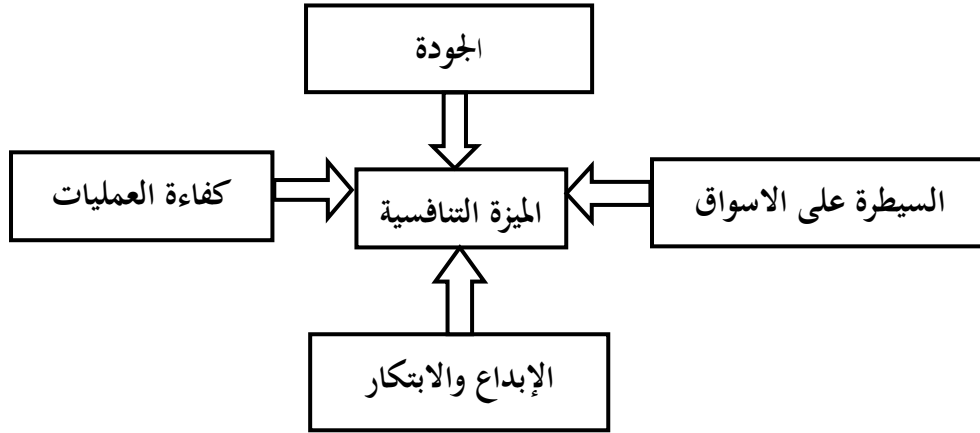 الجودة
السيطرة على الاسواق
الميزة التنافسية
كفاءة العمليات
الإبداع والابتكار